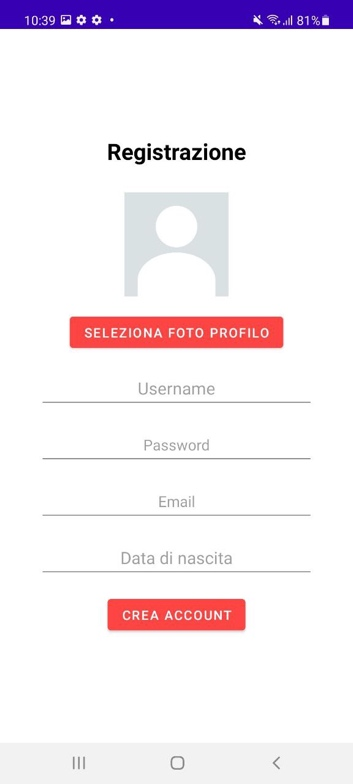 10:39 81%
Registrazione
SELEZIONA FOTO PROFILO
Username
Password
Email
Data di nascita
CREA ACCOUNT